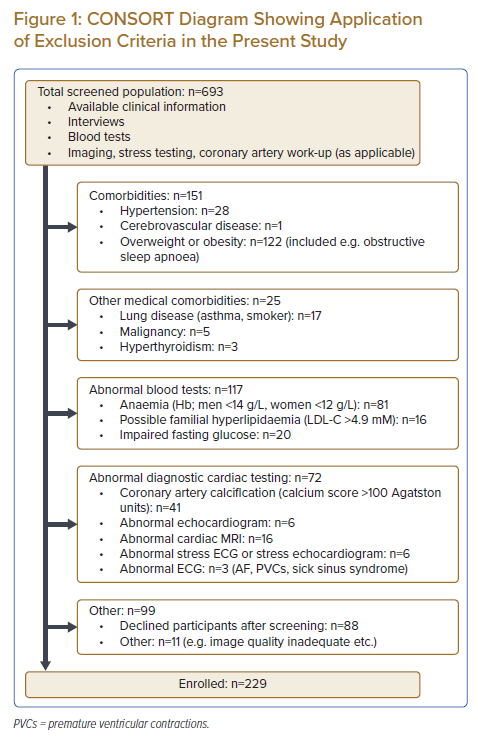 Figure 1: CONSORT Diagram Showing Application
of Exclusion Criteria in the Present Study
Total screened population: n=693
• Available clinical information
• Interviews
• Blood tests
• Imaging, stress testing, coronary artery work-up (as applicable)
Comorbidities: n=151
• Hypertension: n=28
• Cerebrovascular disease: n=1
• Overweight or obesity: n=122 (included e.g. obstructive
sleep apnoea)
Other medical comorbidities: n=25
• Lung disease (asthma, smoker): n=17
• Malignancy: n=5
• Hyperthyroidism: n=3
Abnormal blood tests: n=117
• Anaemia (Hb; men <14 g/L, women <12 g/L): n=81
• Possible familial hyperlipidaemia (LDL-C >4.9 mM): n=16
• Impaired fasting glucose: n=20
Abnormal diagnostic cardiac testing: n=72
• Coronary artery calcification (calcium score >100 Agatston
units): n=41
• Abnormal echocardiogram: n=6
• Abnormal cardiac MRI: n=16
• Abnormal stress ECG or stress echocardiogram: n=6
• Abnormal ECG: n=3 (AF, PVCs, sick sinus syndrome)
Other: n=99
• Declined participants after screening: n=88
• Other: n=11 (e.g. image quality inadequate etc.)
Enrolled: n=229
PVCs = premature ventricular contractions.